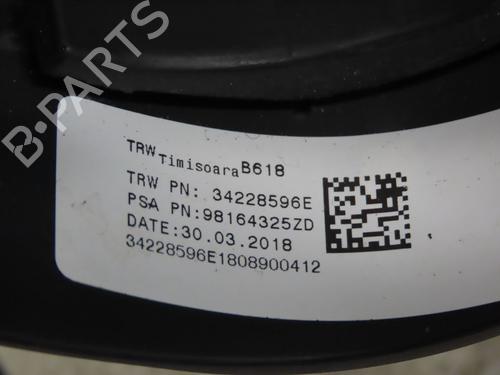 B-PARTS
TRW Timisoara B618
TRW PN: 34228596E
PSA PN:98164325ZD
DATE:30.03.2018
34228596E1808900412